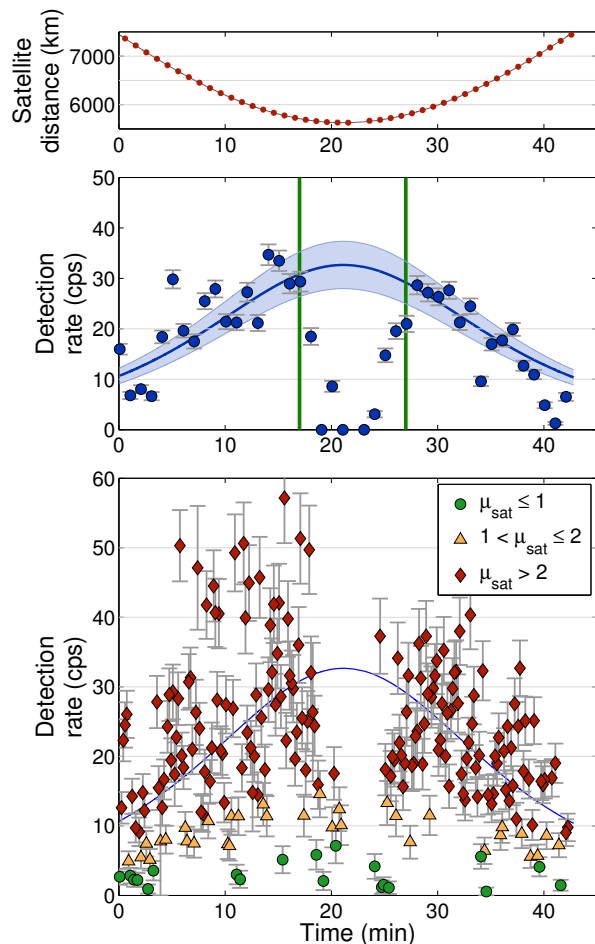 Satellite
distance (km)
7000
6000
0 10 20 30 40
Detection
rate (cps)
50
40
30
20
10
0
0 10 20 30 40
Detection
rate (cps)
60
50
40
30
20
10
0
μsat ≤ 1
1 < μsat ≤ 2
μsat > 2
0 10 20 30 40
Time (min)